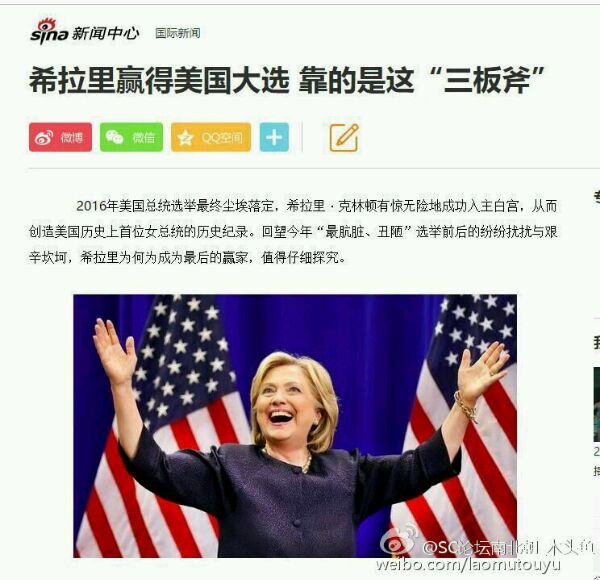 sina 新闻中心 国际新闻
希拉里赢得美国大选 靠的是这“三板斧”
微博 微信 QQ空间
2016年美国总统选举最终尘埃落定，希拉里·克林顿有惊无险地成功入主白宫，从而
创造美国历史上首位女总统的历史纪录。回望今年“最肮脏、丑陋”选举前后的纷纷扰扰与艰
辛坎坷，希拉里为何为成为最后的赢家，值得仔细探究。
@SC论坛南北朝_木头鱼
weibo.com/laomutouyu